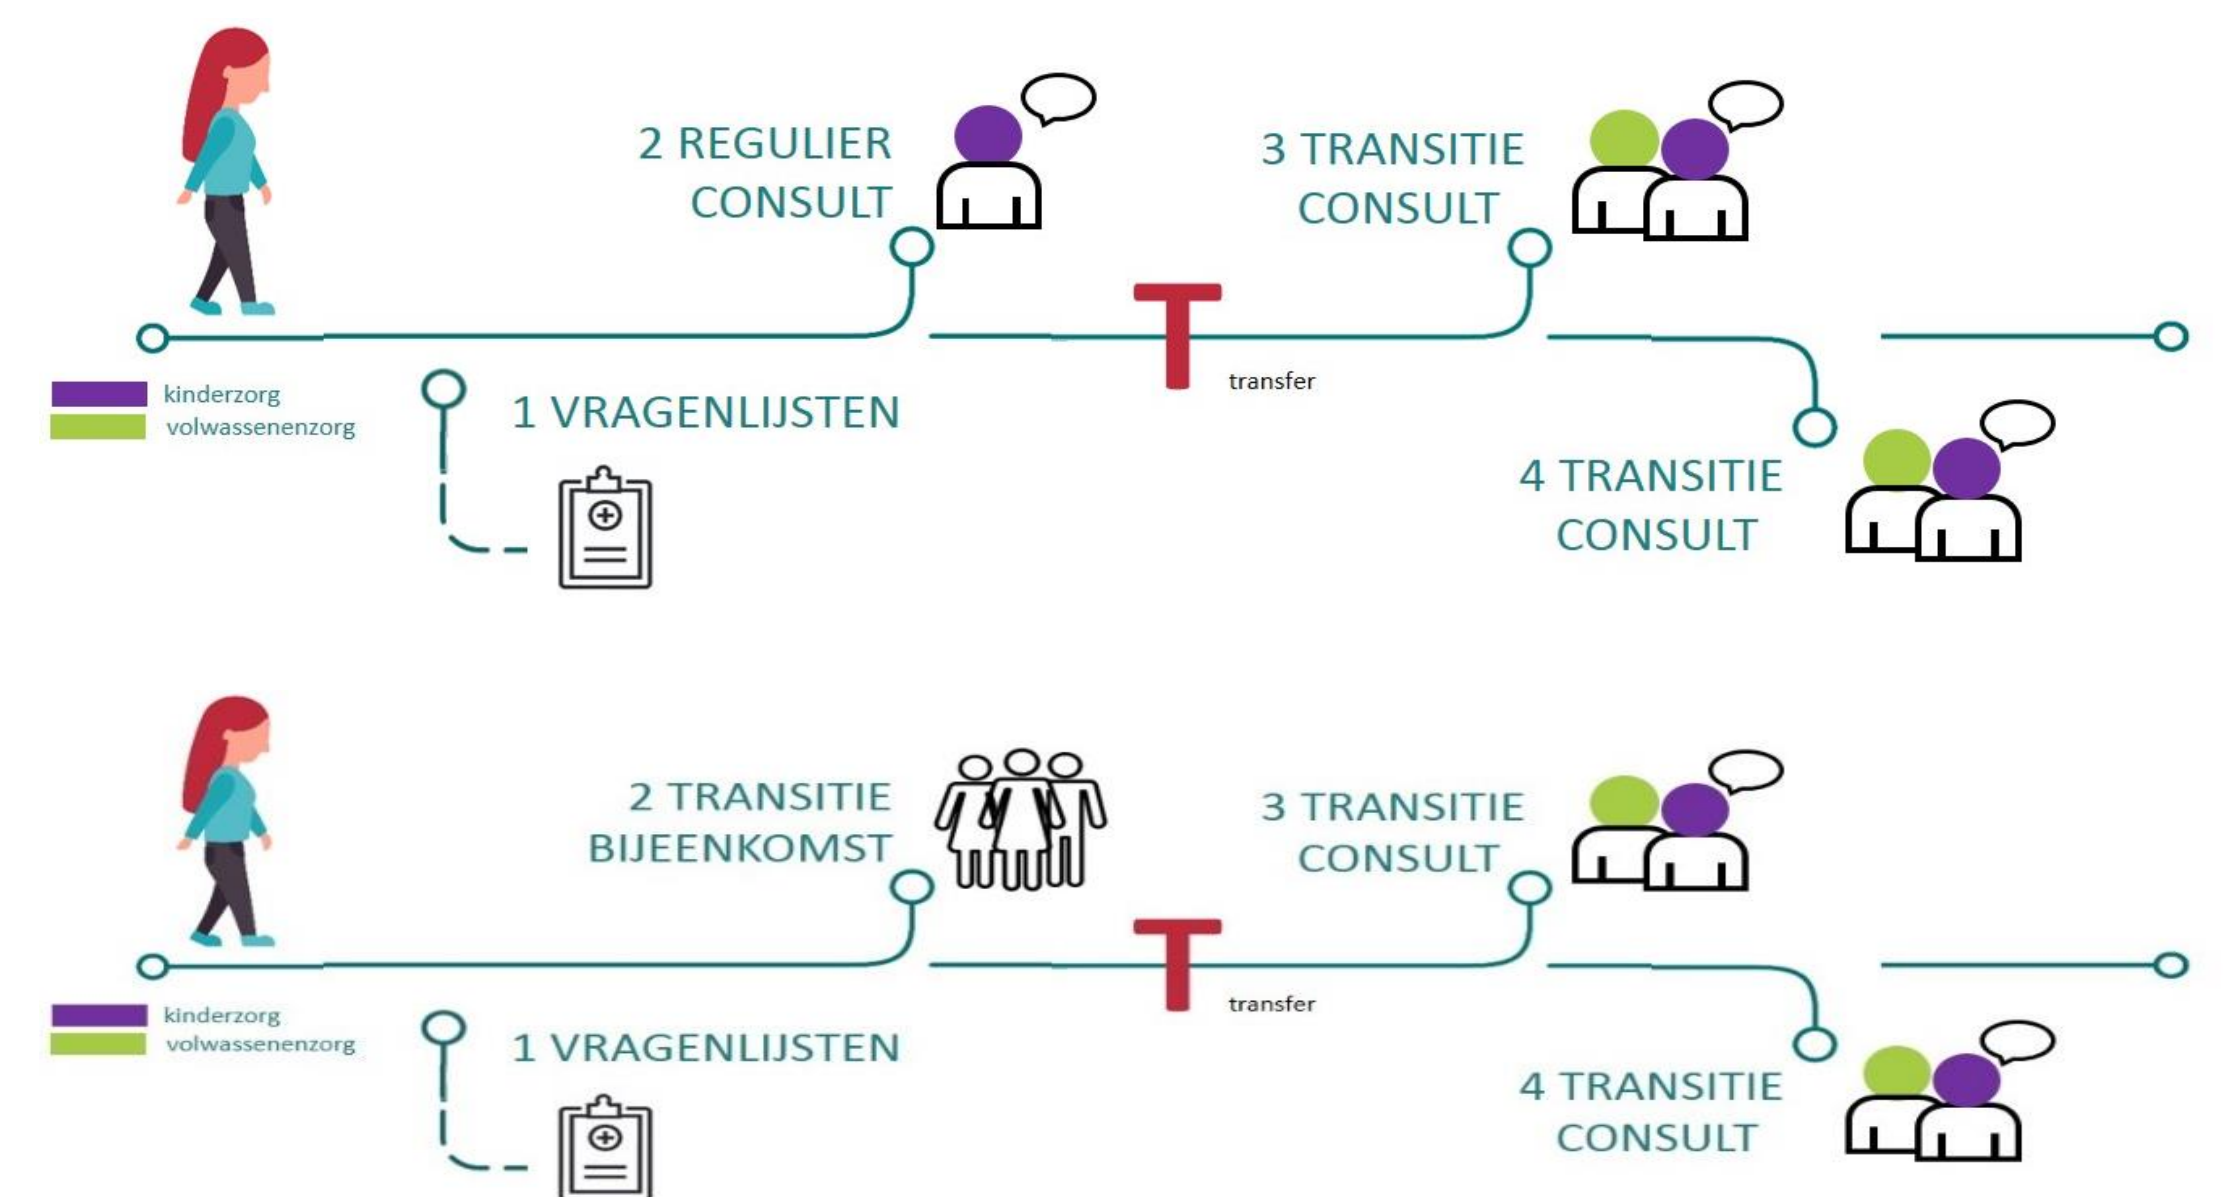 2 REGULIER
CONSULT
3 TRANSITIE
CONSULT
T
transfer
kinderzorg
volwassenenzorg
1 VRAGENLIJSTEN
4 TRANSITIE
CONSULT
2 TRANSITIE
BIJEENKOMST
3 TRANSITIE
CONSULT
T
transfer
kinderzorg
volwassenenzorg
1 VRAGENLIJSTEN
4 TRANSITIE
CONSULT